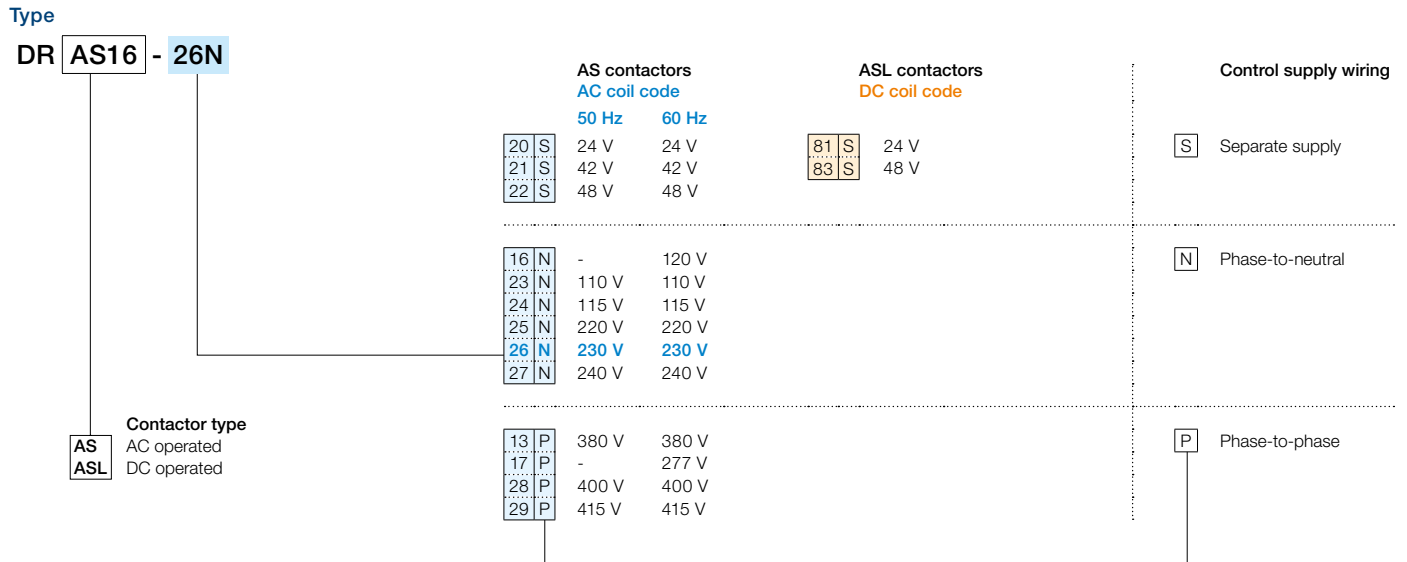 Type
DR AS16 - 26N
AS contactors ASL contactors Control supply wiring
AC coil code DC coil code
50 Hz 60 Hz
20 S 24 V 24 V 81 S 24 V S Separate supply
21 S 42 V 42 V 83 S 48 V
22 S 48 V 48 V
16 N - 120 V N Phase-to-neutral
23 N 110 V 110 V
24 N 115 V 115 V
25 N 220 V 220 V
26 N 230 V 230 V
27 N 240 V 240 V
Contactor type
AS AC operated
ASL DC operated
13 P 380 V 380 V P Phase-to-phase
17 P - 277 V
28 P 400 V 400 V
29 P 415 V 415 V